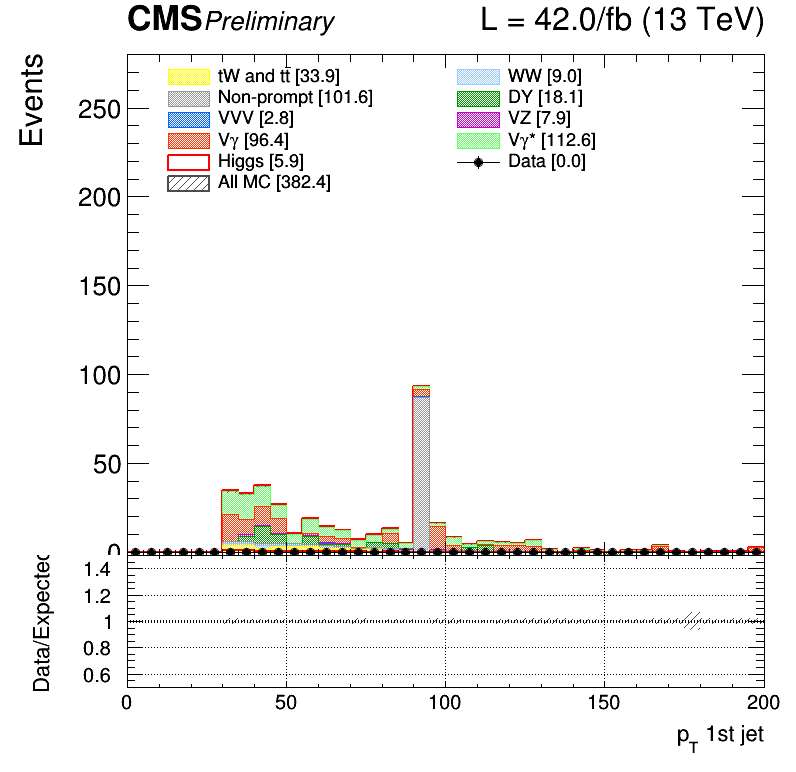 CMS Preliminary L = 42.0/fb (13 TeV)
Events
tW and tt̄ [33.9]
Non-prompt [101.6]
VVV [2.8]
Vγ [96.4]
Higgs [5.9]
All MC [382.4]
WW [9.0]
DY [18.1]
VZ [7.9]
Vγ* [112.6]
Data [0.0]
250
200
150
100
50
0
Data/Expected
1.4
1.2
1
0.8
0.6
0 50 100 150 200
p_T 1st jet